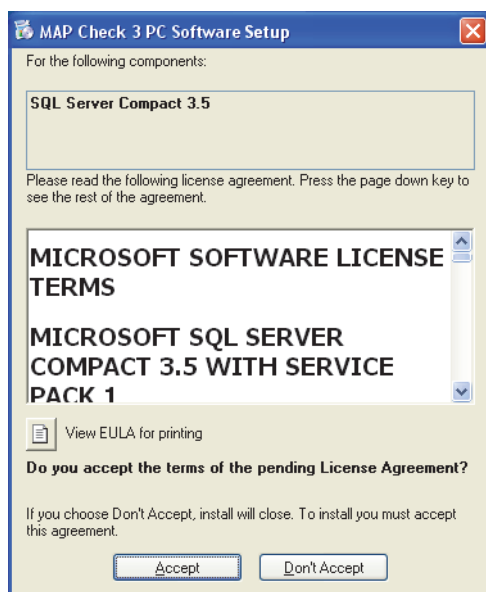 MAP Check 3 PC Software Setup
For the following components:
SQL Server Compact 3.5
Please read the following license agreement. Press the page down key to
see the rest of the agreement.
MICROSOFT SOFTWARE LICENSE
TERMS
MICROSOFT SQL SERVER
COMPACT 3.5 WITH SERVICE
PACK 1
View EULA for printing
Do you accept the terms of the pending License Agreement?
If you choose Don't Accept, install will close. To install you must accept
this agreement.
Accept Don't Accept